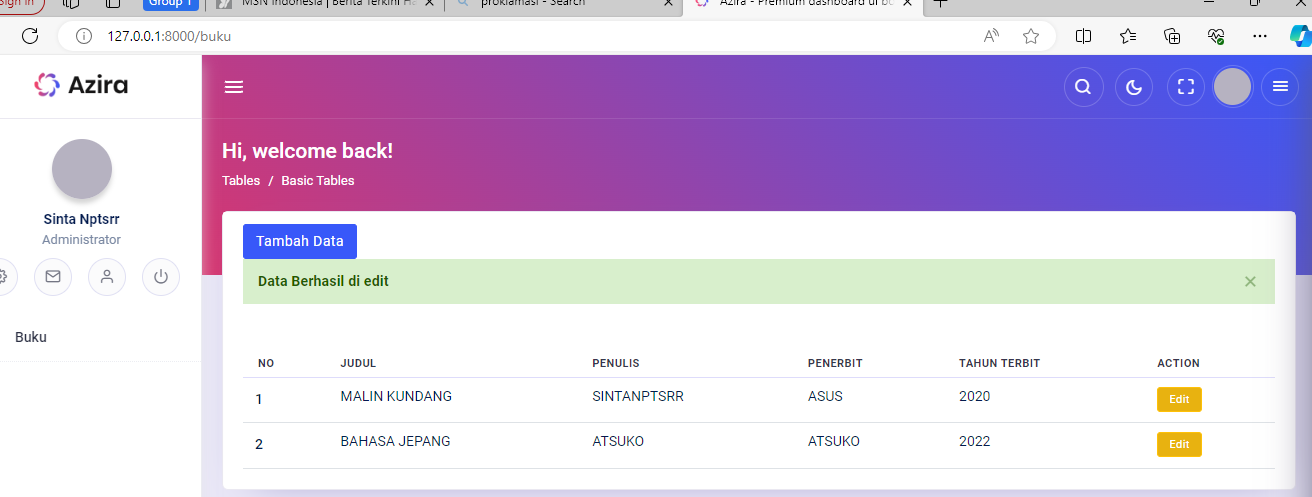 Sign in
Group 1
MSN Indonesia | Berita Terkini Ha
proklamasi - Search
Azira - Premium dashboard ui bo
127.0.0.1:8000/buku
Azira
Hi, welcome back!
Tables / Basic Tables
Sinta Nptsrr
Administrator
Buku
Tambah Data
Data Berhasil di edit
NO JUDUL PENULIS PENERBIT TAHUN TERBIT ACTION
1 MALIN KUNDANG SINTANPTSRR ASUS 2020 Edit
2 BAHASA JEPANG ATSUKO ATSUKO 2022 Edit